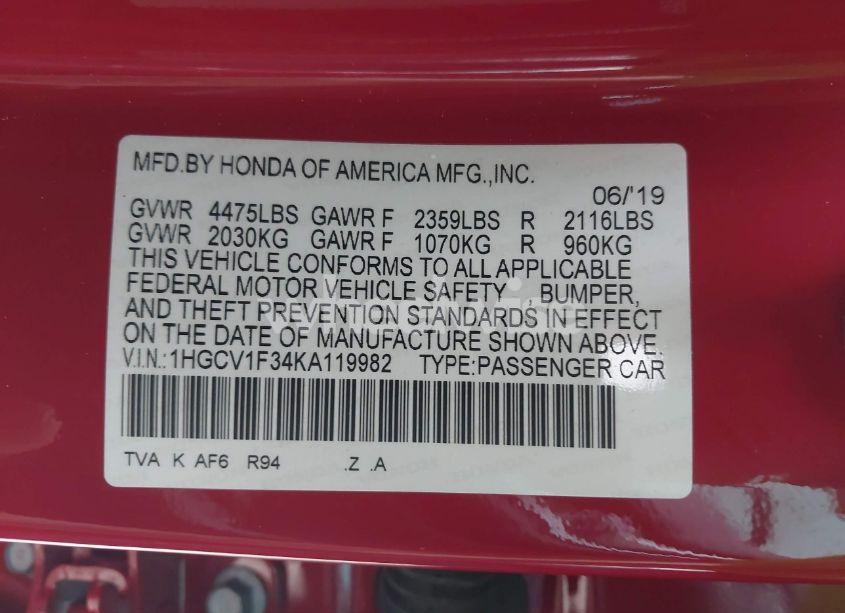 MFD.BY HONDA OF AMERICA MFG.,INC.
06/'19
GVWR 4475LBS GAWR F 2359LBS R 2116LBS
GVWR 2030KG GAWR F 1070KG R 960KG
THIS VEHICLE CONFORMS TO ALL APPLICABLE
FEDERAL MOTOR VEHICLE SAFETY , BUMPER,
AND THEFT PREVENTION STANDARDS IN EFFECT
ON THE DATE OF MANUFACTURE SHOWN ABOVE.
V.I.N.:1HGCV1F34KA119982 TYPE:PASSENGER CAR
TVA K AF6 R94 .Z .A